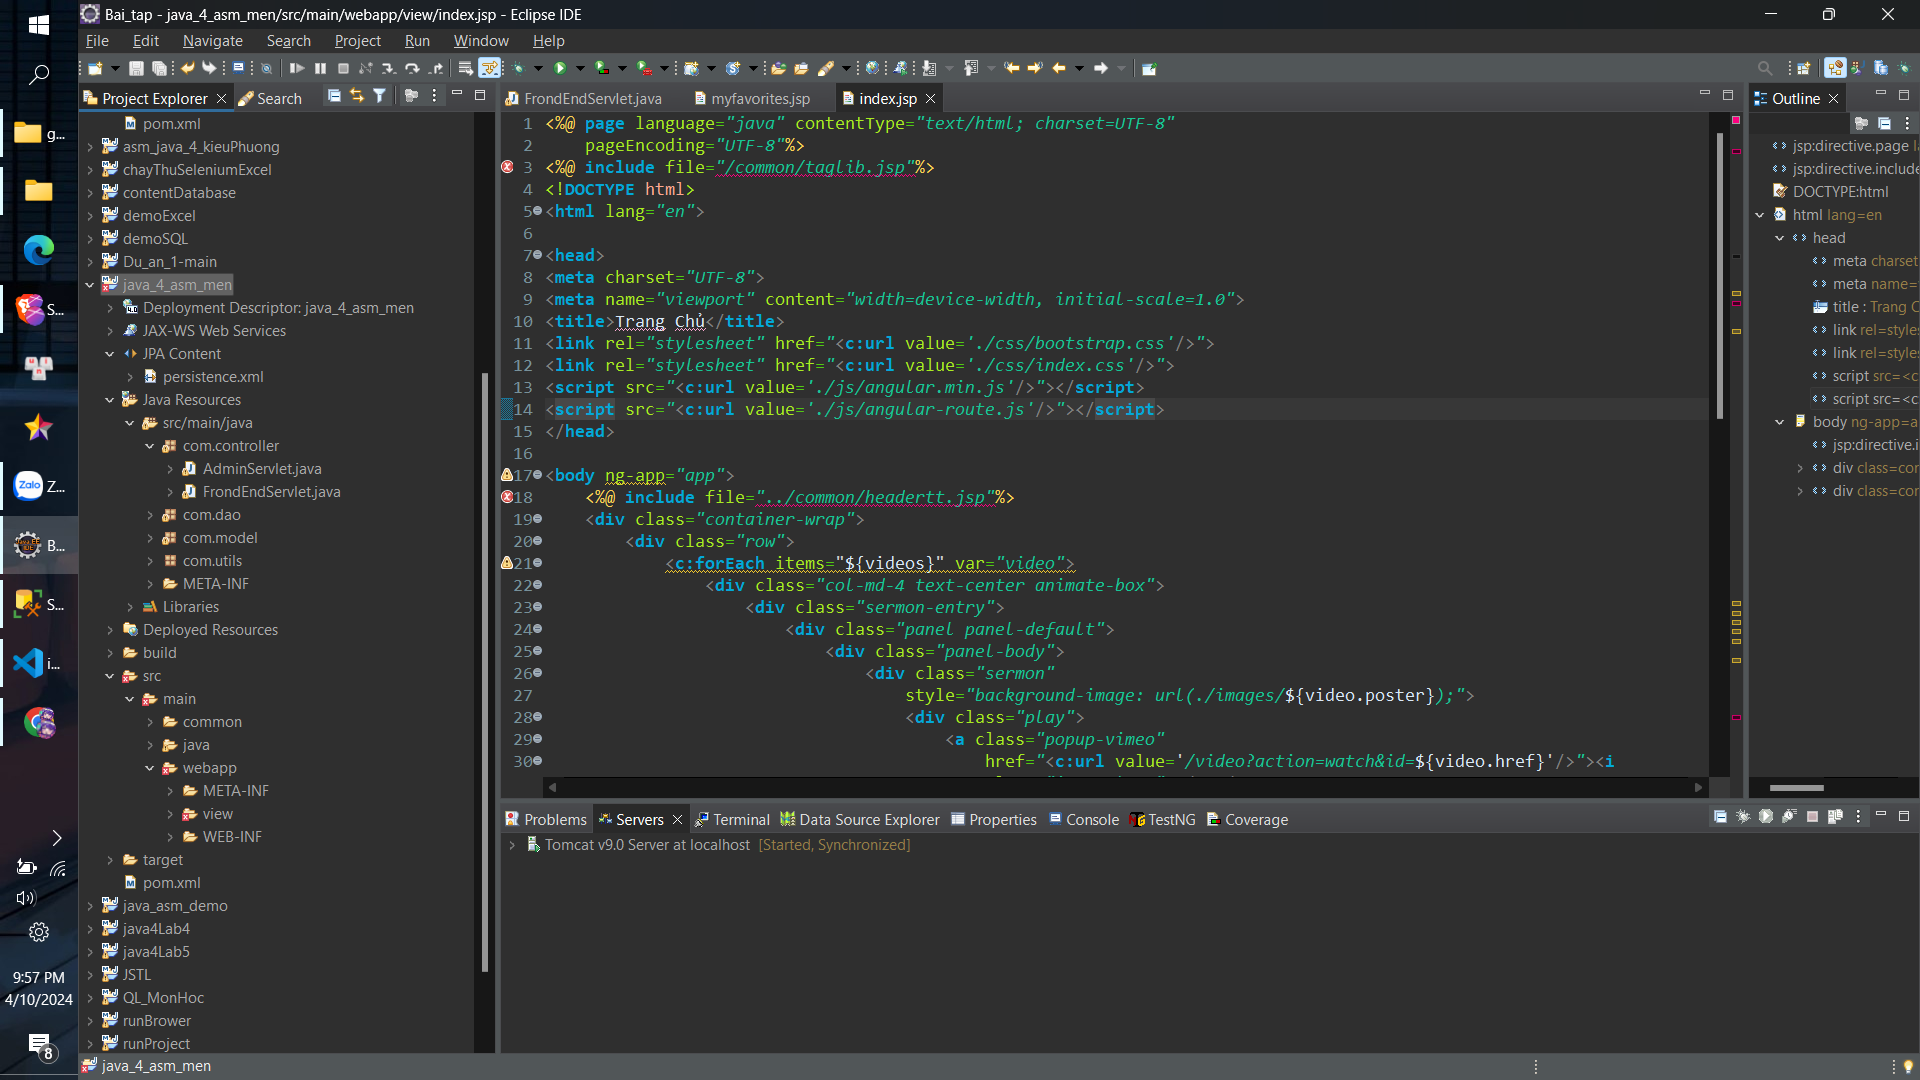 Bai_tap - java_4_asm_men/src/main/webapp/view/index.jsp - Eclipse IDE
File Edit Navigate Search Project Run Window Help
Project Explorer
Search
FrondEndServlet.java
myfavorites.jsp
index.jsp
Outline
pom.xml
asm_java_4_kieuPhuong
chayThuSeleniumExcel
contentDatabase
demoExcel
demoSQL
Du_an_1-main
java_4_asm_men
Deployment Descriptor: java_4_asm_men
JAX-WS Web Services
JPA Content
persistence.xml
Java Resources
src/main/java
com.controller
AdminServlet.java
FrondEndServlet.java
com.dao
com.model
com.utils
META-INF
Libraries
Deployed Resources
build
src
main
common
java
webapp
META-INF
view
WEB-INF
target
pom.xml
java_asm_demo
java4Lab4
java4Lab5
JSTL
QL_MonHoc
runBrower
runProject
1 <%@ page language="java" contentType="text/html; charset=UTF-8"
2 pageEncoding="UTF-8"%>
3 <%@ include file="/common/taglib.jsp"%>
4 <!DOCTYPE html>
5 <html lang="en">
6
7 <head>
8 <meta charset="UTF-8">
9 <meta name="viewport" content="width=device-width, initial-scale=1.0">
10 <title>Trang Chủ</title>
11 <link rel="stylesheet" href="<c:url value='./css/bootstrap.css'/>">
12 <link rel="stylesheet" href="<c:url value='./css/index.css'/>">
13 <script src="<c:url value='./js/angular.min.js'/>"></script>
14 <script src="<c:url value='./js/angular-route.js'/>"></script>
15 </head>
16
17 <body ng-app="app">
18 <%@ include file="../common/headertt.jsp"%>
19 <div class="container-wrap">
20 <div class="row">
21 <c:forEach items="${videos}" var="video">
22 <div class="col-md-4 text-center animate-box">
23 <div class="sermon-entry">
24 <div class="panel panel-default">
25 <div class="panel-body">
26 <div class="sermon"
27 style="background-image: url(./images/${video.poster});">
28 <div class="play">
29 <a class="popup-vimeo"
30 href="<c:url value='/video?action=watch&id=${video.href}'/>"><i
jsp:directive.page l
jsp:directive.include
DOCTYPE:html
html lang=en
head
meta charset
meta name=
title : Trang C
link rel=style
link rel=style
script src=<c
script src=<c
body ng-app=a
jsp:directive.i
div class=cor
div class=cor
Problems
Servers
Terminal
Data Source Explorer
Properties
Console
TestNG
Coverage
Tomcat v9.0 Server at localhost [Started, Synchronized]
g...
S...
Zalo
Z...
B...
S...
i...
9:57 PM
4/10/2024
8
java_4_asm_men